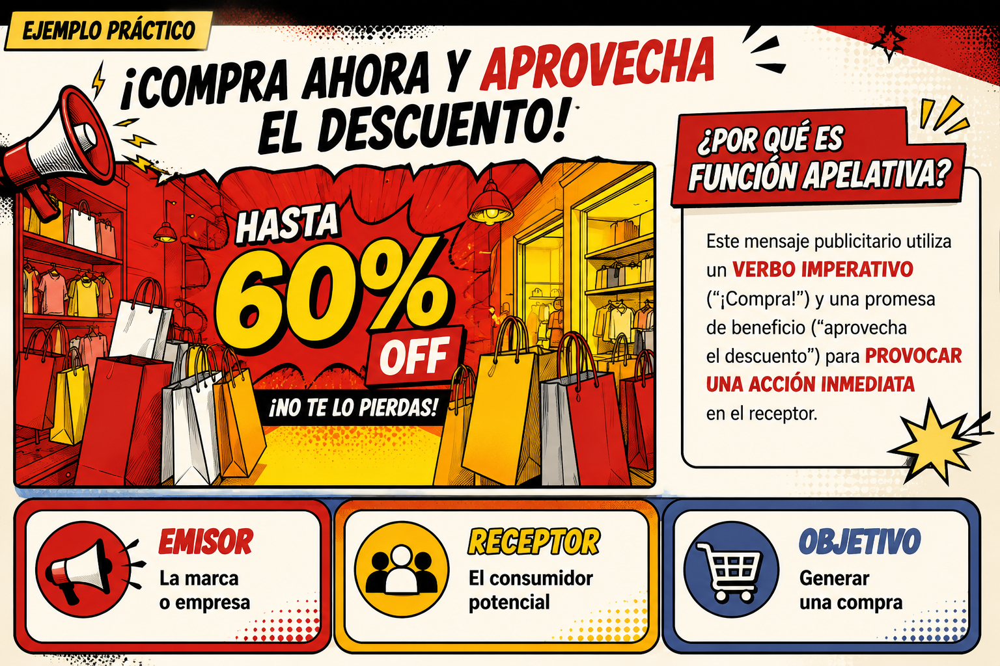 EJEMPLO PRÁCTICO
¡COMPRA AHORA Y APROVECHA
EL DESCUENTO!
HASTA
60%
OFF
¡NO TE LO PIERDAS!
¿POR QUÉ ES
FUNCIÓN APELATIVA?
Este mensaje publicitario utiliza
un VERBO IMPERATIVO
(“¡Compra!”) y una promesa
de beneficio (“aprovecha
el descuento”) para PROVOCAR
UNA ACCIÓN INMEDIATA
en el receptor.
EMISOR
La marca
o empresa
RECEPTOR
El consumidor
potencial
OBJETIVO
Generar
una compra